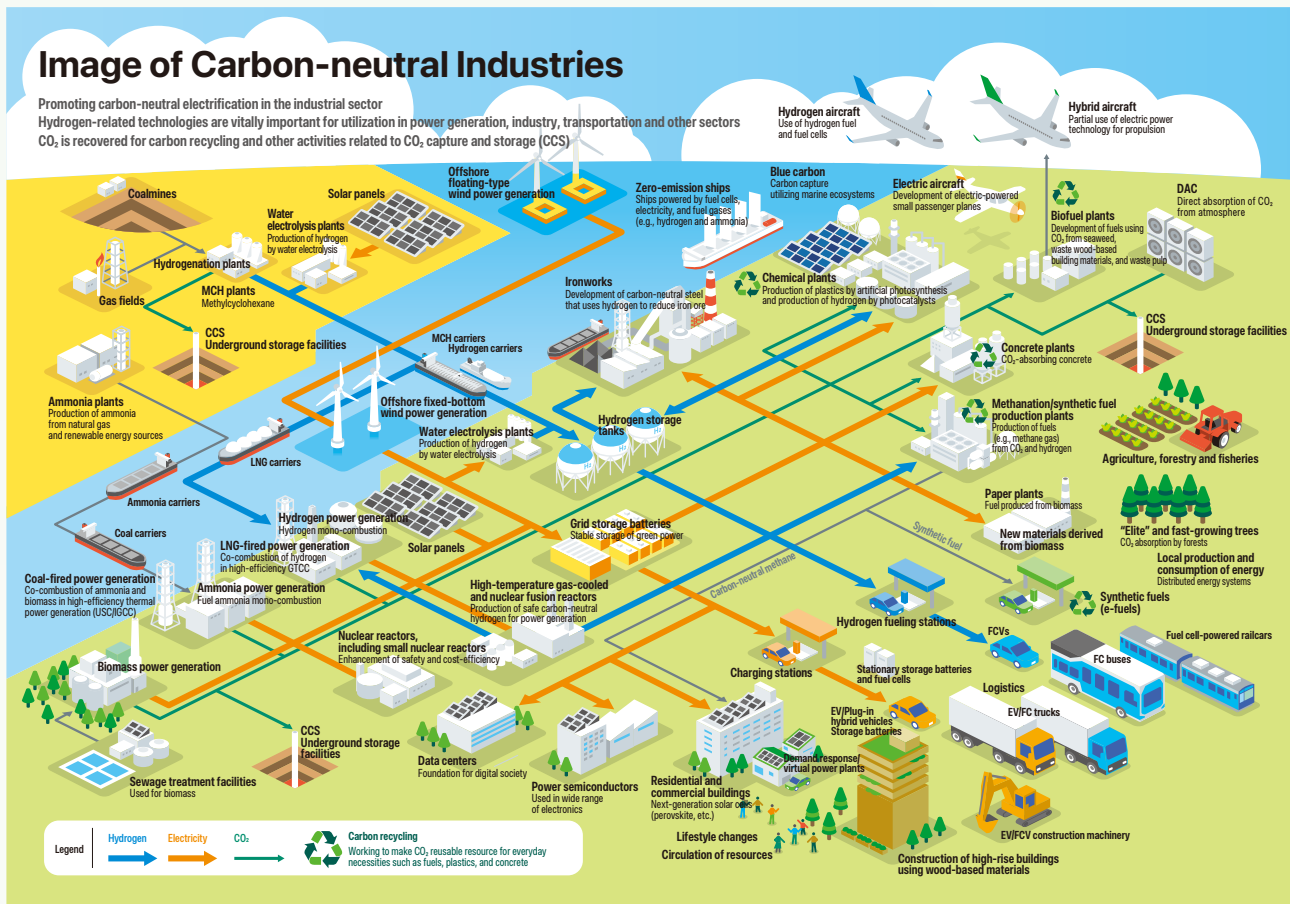 Image of Carbon-neutral Industries
Promoting carbon-neutral electrification in the industrial sector
Hydrogen-related technologies are vitally important for utilization in power generation, industry, transportation and other sectors
CO₂ is recovered for carbon recycling and other activities related to CO₂ capture and storage (CCS)
Hydrogen aircraft
Use of hydrogen fuel
and fuel cells
Hybrid aircraft
Partial use of electric power
technology for propulsion
Coalmines
Solar panels
Water
electrolysis plants
Production of hydrogen
by water electrolysis
Offshore
floating-type
wind power generation
Zero-emission ships
Ships powered by fuel cells,
electricity, and fuel gases
(e.g., hydrogen and ammonia)
Blue carbon
Carbon capture
utilizing marine ecosystems
Electric aircraft
Development of electric-powered
small passenger planes
Biofuel plants
Development of fuels using
CO₂ from seaweed,
waste wood-based
building materials, and waste pulp
DAC
Direct absorption of CO₂
from atmosphere
Hydrogenation plants
MCH plants
Methylcyclohexane
Gas fields
CCS
Underground storage facilities
Ironworks
Development of carbon-neutral steel
that uses hydrogen to reduce iron ore
Chemical plants
Production of plastics by artificial photosynthesis
and production of hydrogen by photocatalysts
CCS
Underground storage facilities
MCH carriers
Hydrogen carriers
Concrete plants
CO₂-absorbing concrete
Ammonia plants
Production of ammonia
from natural gas
and renewable energy sources
Offshore fixed-bottom
wind power generation
Water electrolysis plants
Production of hydrogen
by water electrolysis
Hydrogen storage
tanks
H2
H2
H2
Methanation/synthetic fuel
production plants
Production of fuels
(e.g., methane gas)
from CO₂ and hydrogen
Agriculture, forestry and fisheries
LNG carriers
Ammonia carriers
Coal carriers
Hydrogen power generation
Hydrogen mono-combustion
LNG-fired power generation
Co-combustion of hydrogen
in high-efficiency GTCC
Solar panels
Grid storage batteries
Stable storage of green power
Paper plants
Fuel produced from biomass
New materials derived
from biomass
"Elite" and fast-growing trees
CO₂ absorption by forests
Local production and
consumption of energy
Distributed energy systems
Synthetic fuel
Carbon-neutral methane
Coal-fired power generation
Co-combustion of ammonia and
biomass in high-efficiency thermal
power generation (USC/IGCC)
Ammonia power generation
Fuel ammonia mono-combustion
High-temperature gas-cooled
and nuclear fusion reactors
Production of safe carbon-neutral
hydrogen for power generation
Synthetic fuels
(e-fuels)
Hydrogen fueling stations
FCVs
Fuel cell-powered railcars
FC buses
Nuclear reactors,
including small nuclear reactors
Enhancement of safety and cost-efficiency
Biomass power generation
Charging stations
Stationary storage batteries
and fuel cells
Logistics
EV/FC trucks
EV/Plug-in
hybrid vehicles
Storage batteries
CCS
Underground storage
facilities
Data centers
Foundation for digital society
Demand response/
virtual power plants
Sewage treatment facilities
Used for biomass
Power semiconductors
Used in wide range
of electronics
Residential and
commercial buildings
Next-generation solar cells
(perovskite, etc.)
Lifestyle changes
Circulation of resources
EV/FCV construction machinery
Construction of high-rise buildings
using wood-based materials
Legend
Hydrogen
Electricity
CO₂
Carbon recycling
Working to make CO₂ reusable resource for everyday
necessities such as fuels, plastics, and concrete